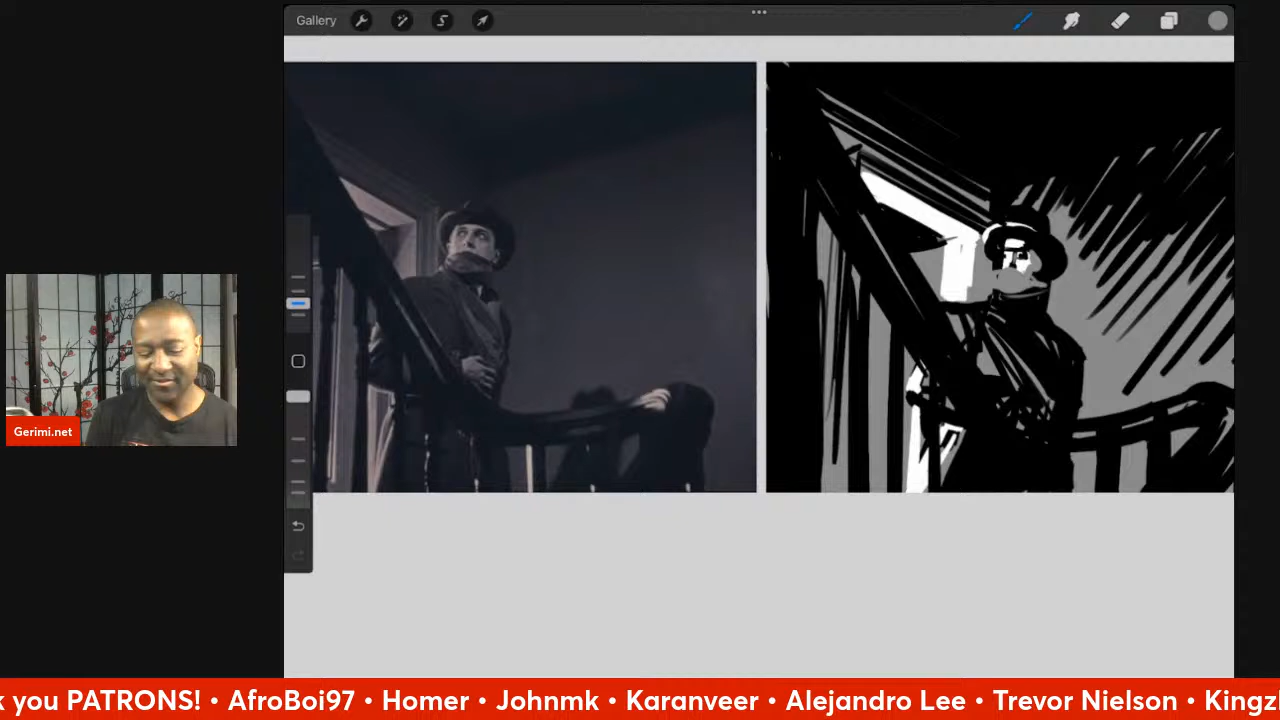 Gallery
Gerimi.net
you PATRONS! • AfroBoi97 • Homer • Johnmk • Karanveer • Alejandro Lee • Trevor Nielson •